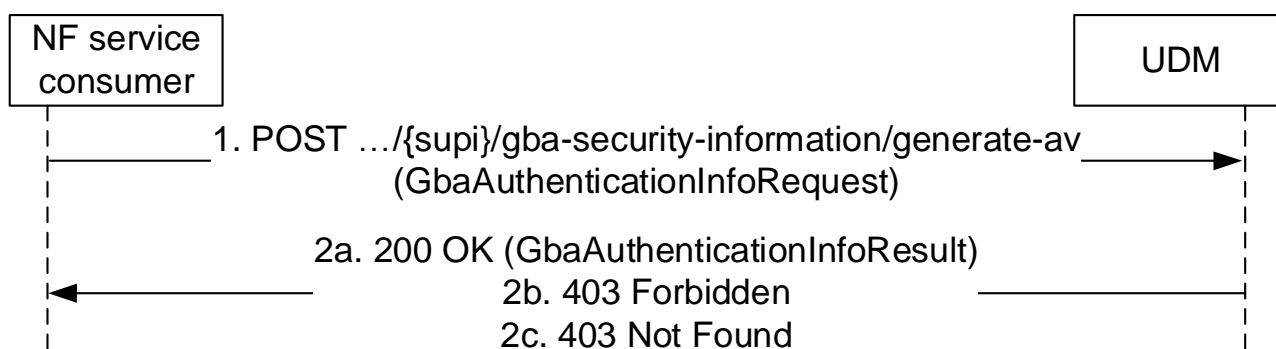 NF service
consumer
UDM
1. POST …/{supi}/gba-security-information/generate-av
(GbaAuthenticationInfoRequest)
2a. 200 OK (GbaAuthenticationInfoResult)
2b. 403 Forbidden
2c. 403 Not Found